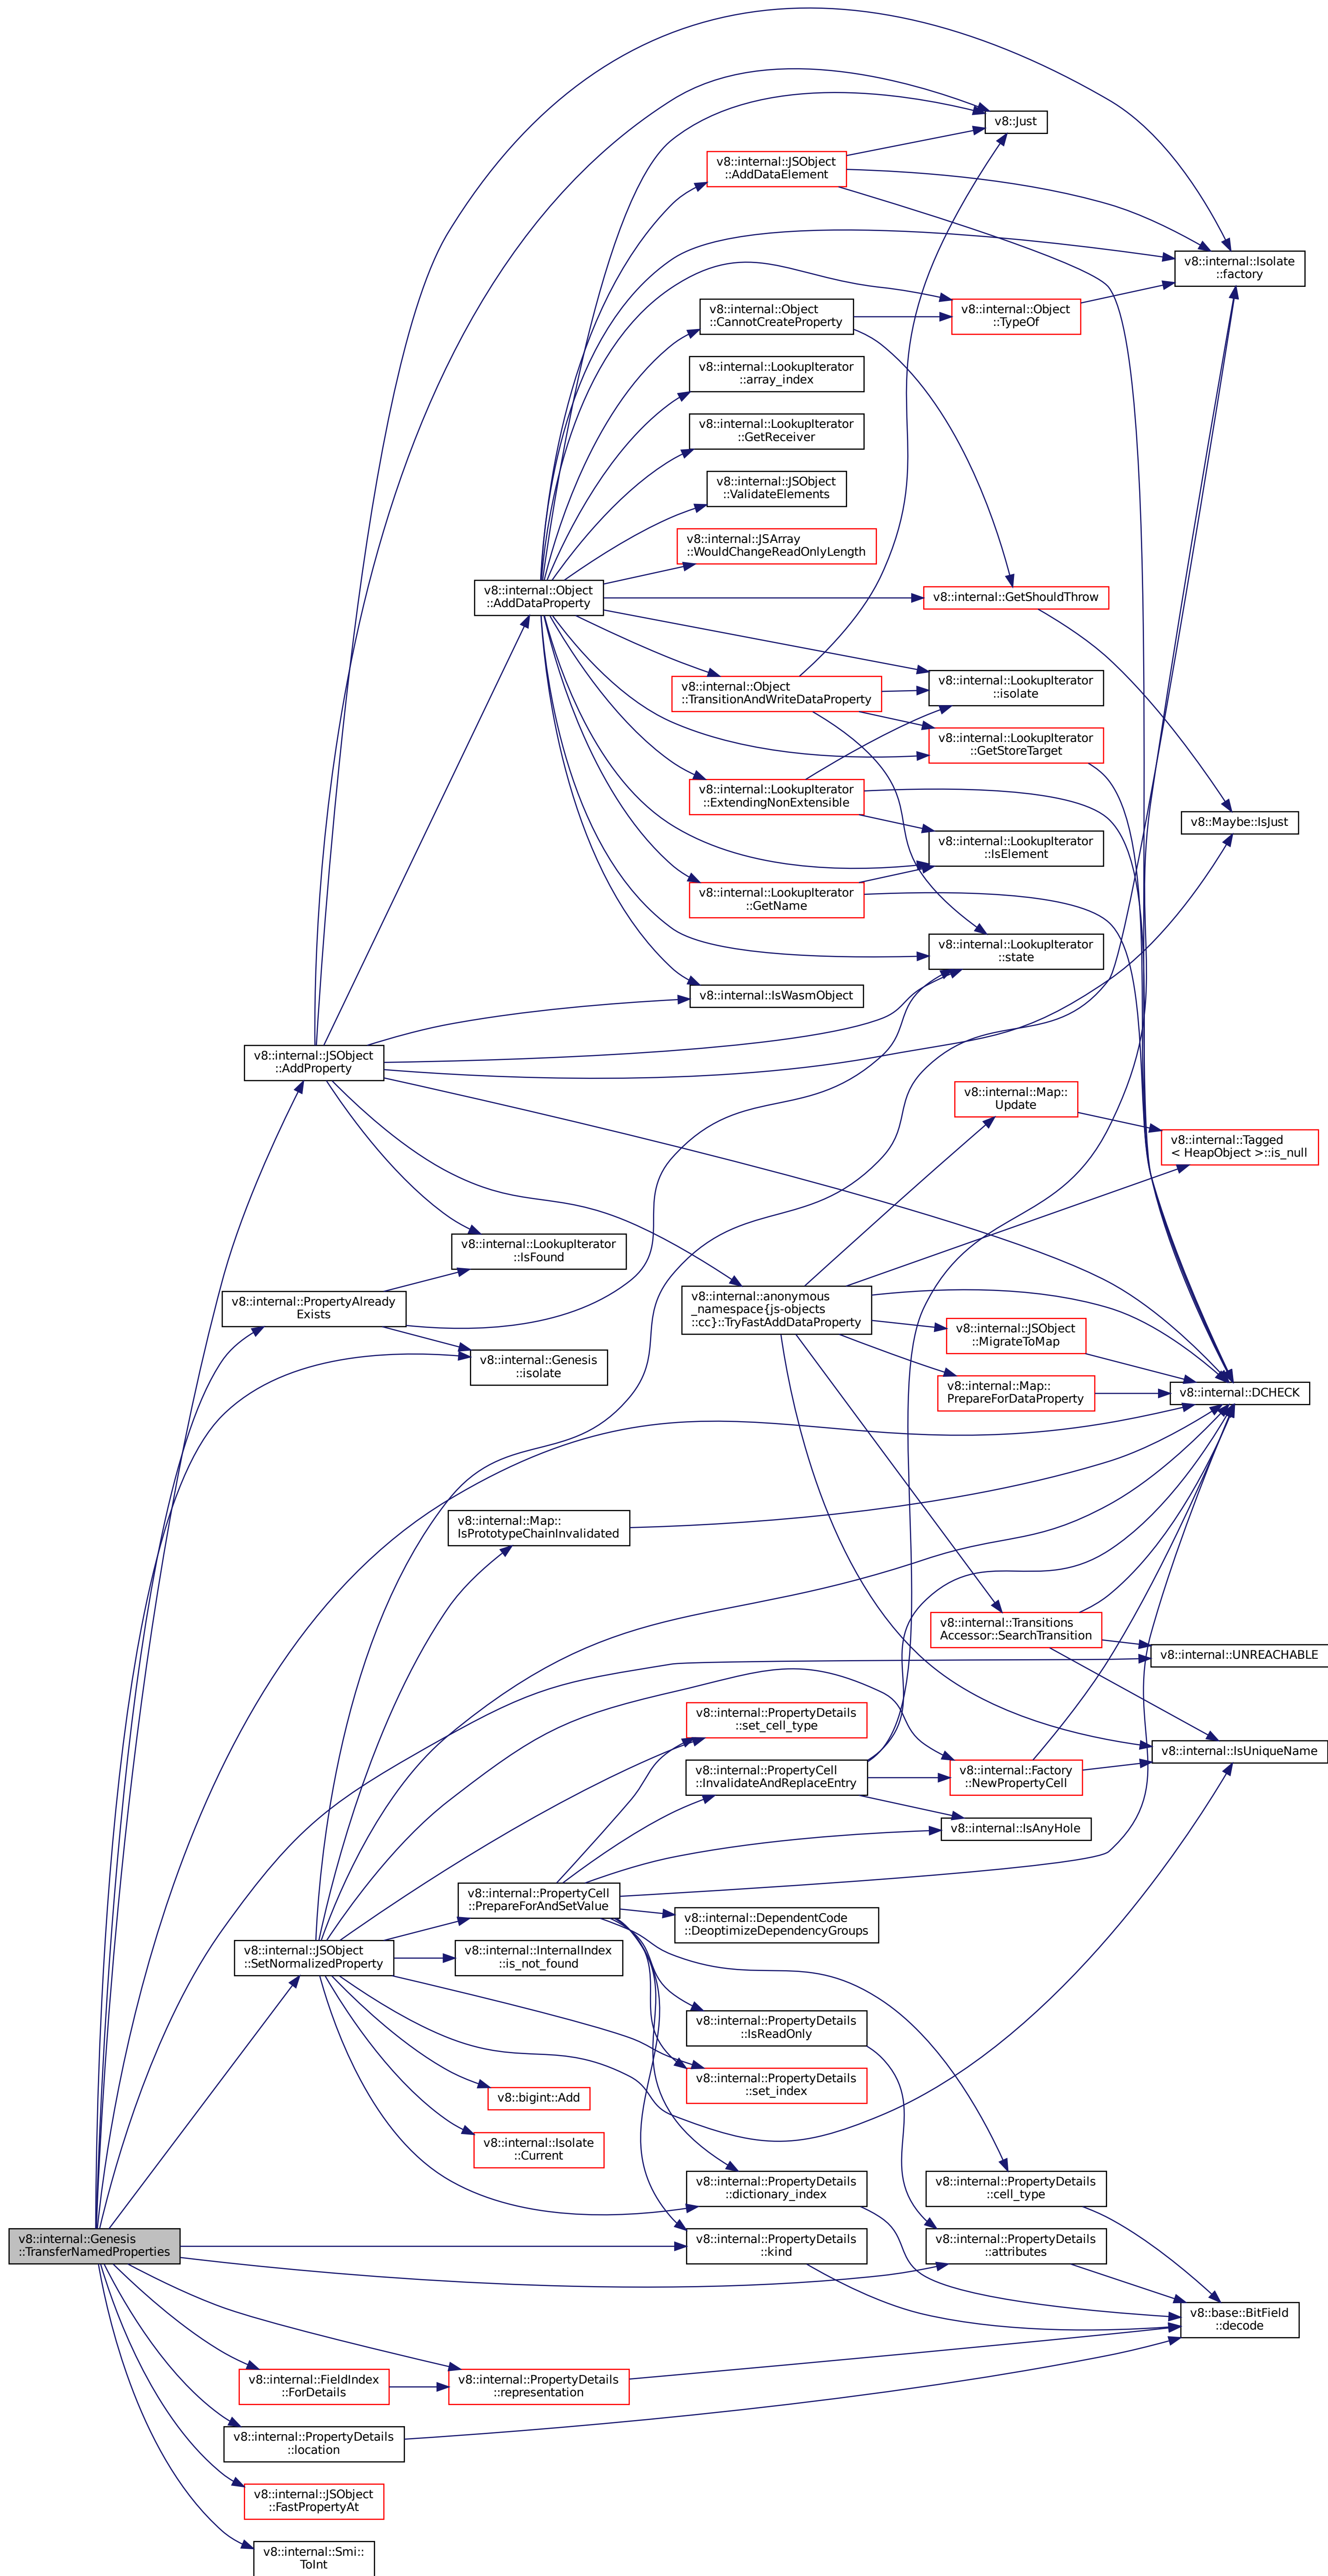 v8::Just
v8::internal::JSObject
::AddDataElement
v8::internal::Isolate
::factory
v8::internal::Object
::CannotCreateProperty
v8::internal::Object
::TypeOf
v8::internal::LookupIterator
::array_index
v8::internal::LookupIterator
::GetReceiver
v8::internal::JSObject
::ValidateElements
v8::internal::JSArray
::WouldChangeReadOnlyLength
v8::internal::Object
::AddDataProperty
v8::internal::GetShouldThrow
v8::internal::Object
::TransitionAndWriteDataProperty
v8::internal::LookupIterator
::isolate
v8::internal::LookupIterator
::GetStoreTarget
v8::internal::LookupIterator
::ExtendingNonExtensible
v8::Maybe::IsJust
v8::internal::LookupIterator
::IsElement
v8::internal::LookupIterator
::GetName
v8::internal::LookupIterator
::state
v8::internal::IsWasmObject
v8::internal::JSObject
::AddProperty
v8::internal::Map::
Update
v8::internal::Tagged
< HeapObject >::is_null
v8::internal::LookupIterator
::IsFound
v8::internal::PropertyAlready
Exists
v8::internal::anonymous
_namespace{js-objects
::cc}::TryFastAddDataProperty
v8::internal::JSObject
::MigrateToMap
v8::internal::Genesis
::isolate
v8::internal::Map::
PrepareForDataProperty
v8::internal::DCHECK
v8::internal::Map::
IsPrototypeChainInvalidated
v8::internal::Transitions
Accessor::SearchTransition
v8::internal::UNREACHABLE
v8::internal::PropertyDetails
::set_cell_type
v8::internal::IsUniqueName
v8::internal::PropertyCell
::InvalidateAndReplaceEntry
v8::internal::Factory
::NewPropertyCell
v8::internal::IsAnyHole
v8::internal::PropertyCell
::PrepareForAndSetValue
v8::internal::DependentCode
::DeoptimizeDependencyGroups
v8::internal::JSObject
::SetNormalizedProperty
v8::internal::InternalIndex
::is_not_found
v8::internal::PropertyDetails
::IsReadOnly
v8::internal::PropertyDetails
::set_index
v8::bigint::Add
v8::internal::Isolate
::Current
v8::internal::PropertyDetails
::dictionary_index
v8::internal::PropertyDetails
::cell_type
v8::internal::Genesis
::TransferNamedProperties
v8::internal::PropertyDetails
::kind
v8::internal::PropertyDetails
::attributes
v8::base::BitField
::decode
v8::internal::FieldIndex
::ForDetails
v8::internal::PropertyDetails
::representation
v8::internal::PropertyDetails
::location
v8::internal::JSObject
::FastPropertyAt
v8::internal::Smi::
ToInt